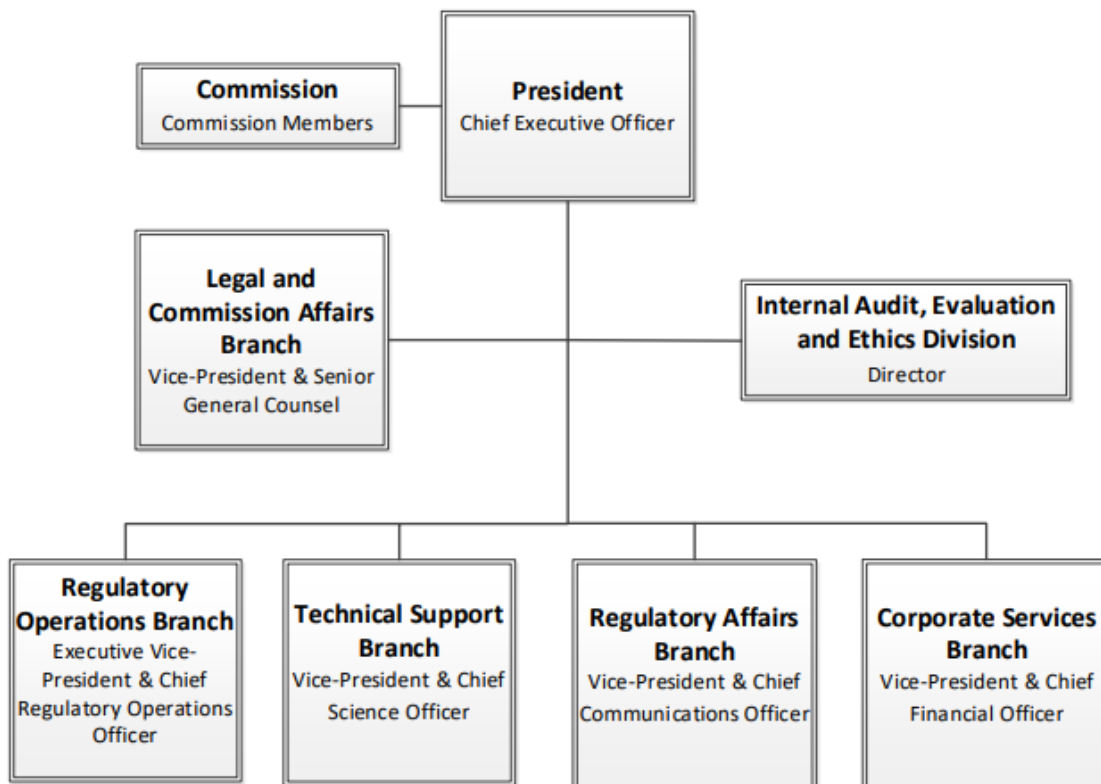 Commission
Commission Members
President
Chief Executive Officer
Legal and
Commission Affairs
Branch
Vice-President & Senior
General Counsel
Internal Audit, Evaluation
and Ethics Division
Director
Regulatory
Operations Branch
Executive Vice-
President & Chief
Regulatory Operations
Officer
Technical Support
Branch
Vice-President & Chief
Science Officer
Regulatory Affairs
Branch
Vice-President & Chief
Communications Officer
Corporate Services
Branch
Vice-President & Chief
Financial Officer